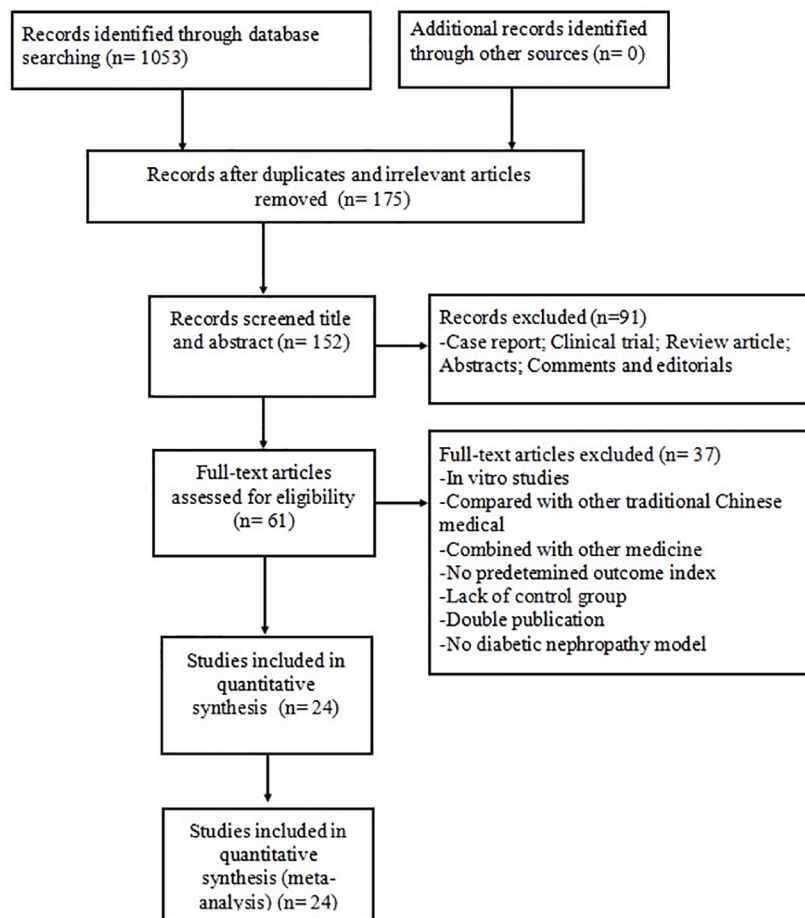 Records identified through database
searching (n= 1053)
Additional records identified
through other sources (n= 0)
Records after duplicates and irrelevant articles
removed (n= 175)
Records screened title
and abstract (n= 152)
Records excluded (n=91)
-Case report; Clinical trial; Review article;
Abstracts; Comments and editorials
Full-text articles
assessed for eligibility
(n= 61)
Full-text articles excluded (n= 37)
-In vitro studies
-Compared with other traditional Chinese
medical
-Combined with other medicine
-No predetemined outcome index
-Lack of control group
-Double publication
-No diabetic nephropathy model
Studies included in
quantitative
synthesis (n= 24)
Studies included in
quantitative
synthesis (meta-
analysis) (n= 24)